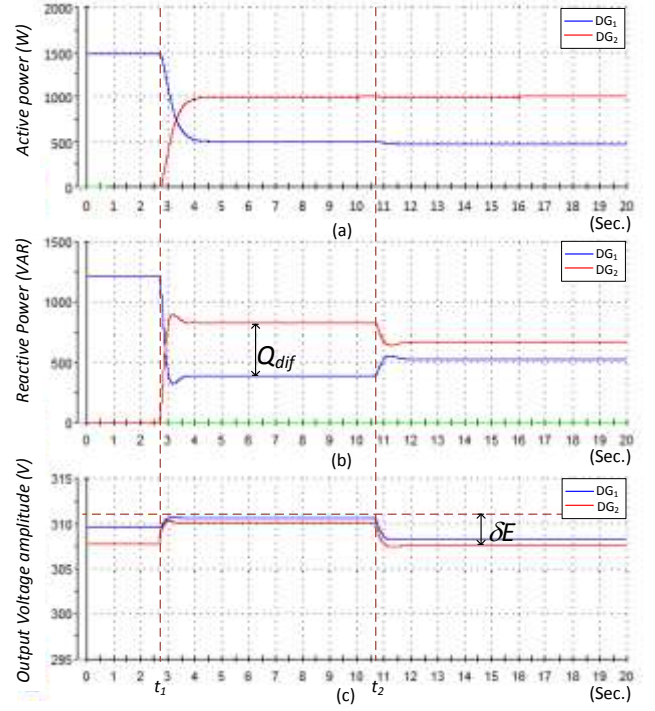 Active power (W)
2000
1500
1000
500
0
DG1
DG2
0 1 2 3 4 5 6 7 8 9 10 11 12 13 14 15 16 17 18 19 20
(Sec.)
(a)
Reactive Power (VAR)
1500
1000
500
0
DG1
DG2
Qdif
0 1 2 3 4 5 6 7 8 9 10 11 12 13 14 15 16 17 18 19 20
(Sec.)
(b)
Output Voltage amplitude (V)
315
310
305
300
295
DG1
DG2
δE
0 1 2 3 4 5 6 7 8 9 10 11 12 13 14 15 16 17 18 19 20
t1
t2
(Sec.)
(c)